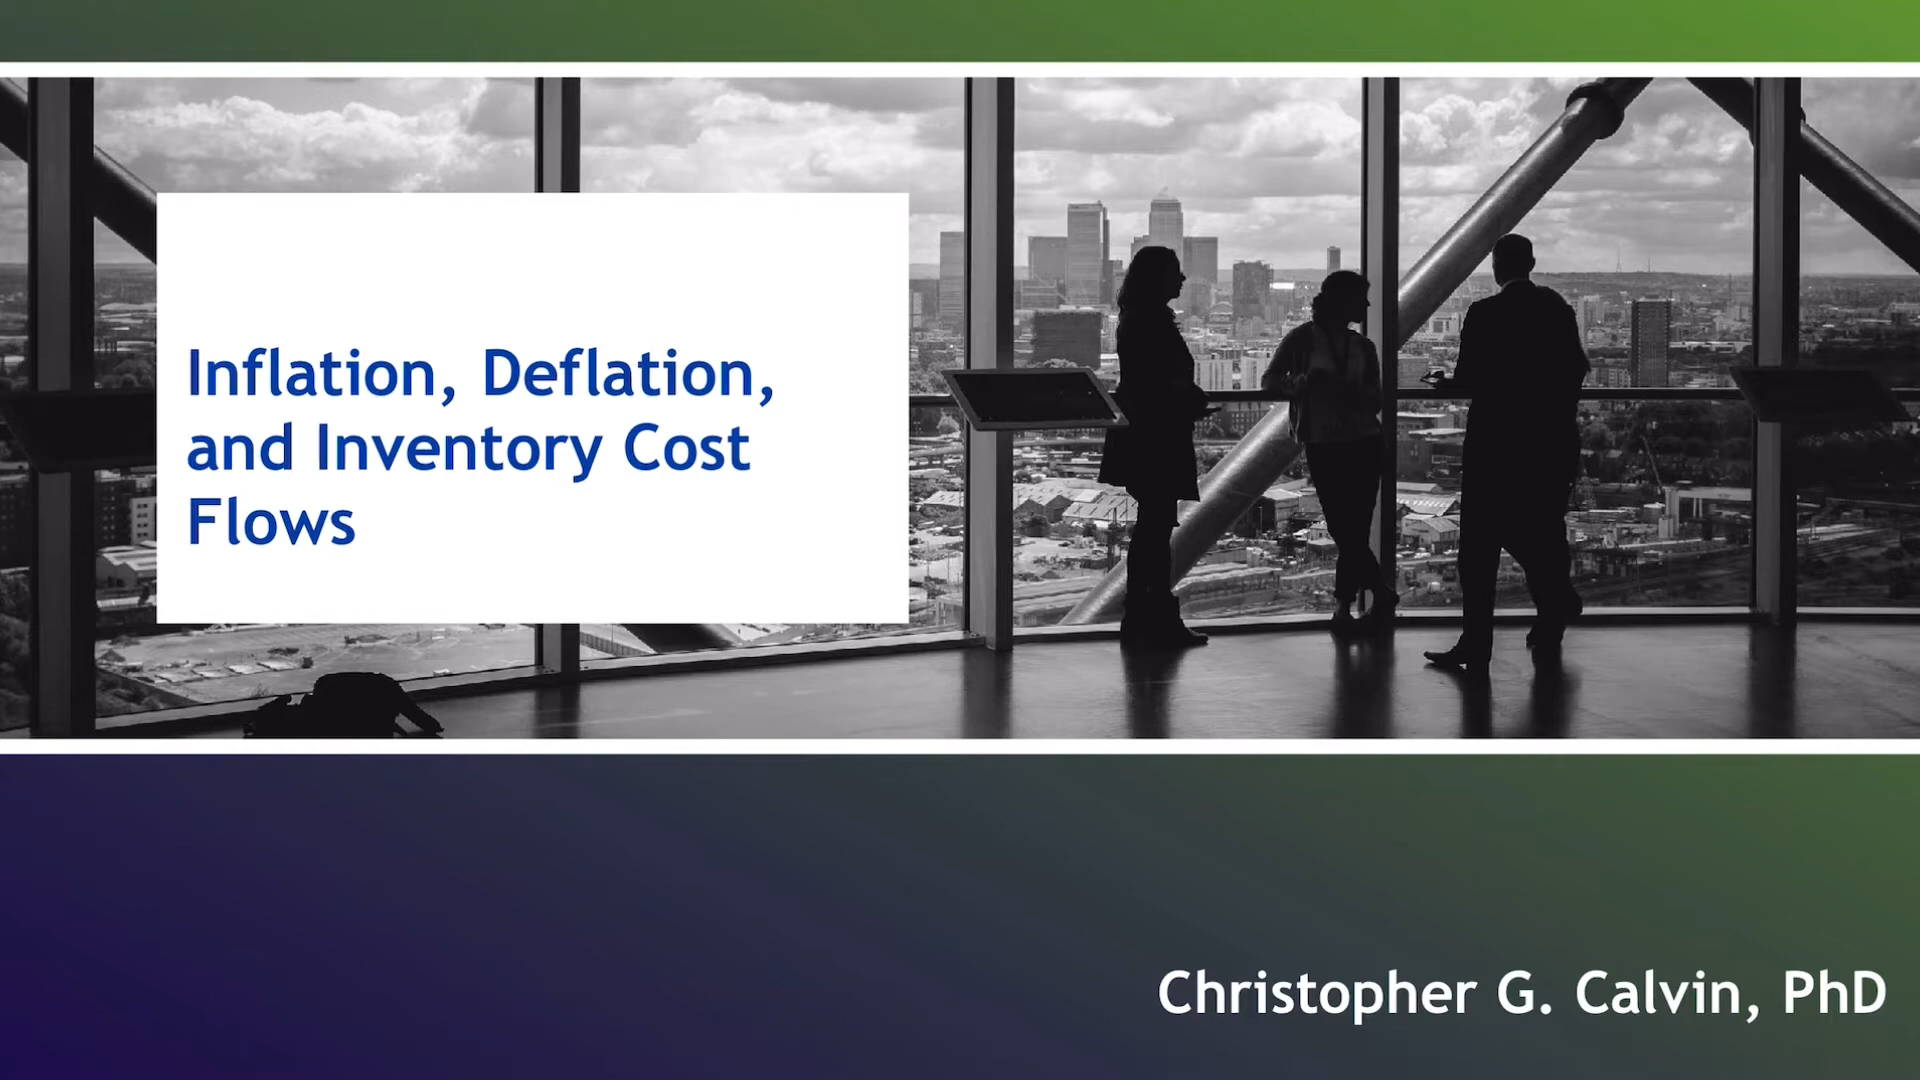 Inflation, Deflation,
and Inventory Cost
Flows
Christopher G. Calvin, PhD